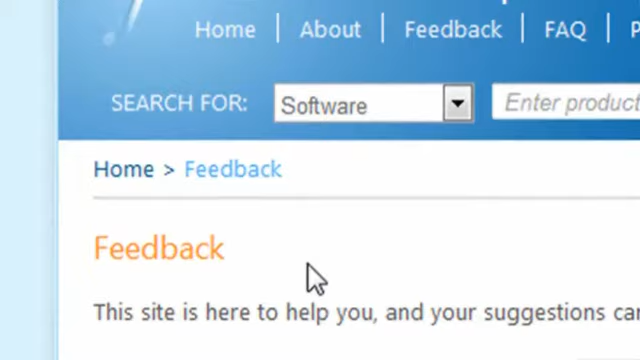 Home | About | Feedback | FAQ |
SEARCH FOR: Software Enter product
Home > Feedback
Feedback
This site is here to help you, and your suggestions